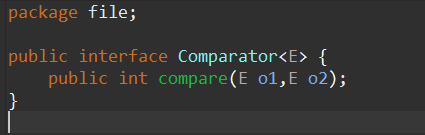 package file;
public interface Comparator<E> {
public int compare(E o1,E o2);
}